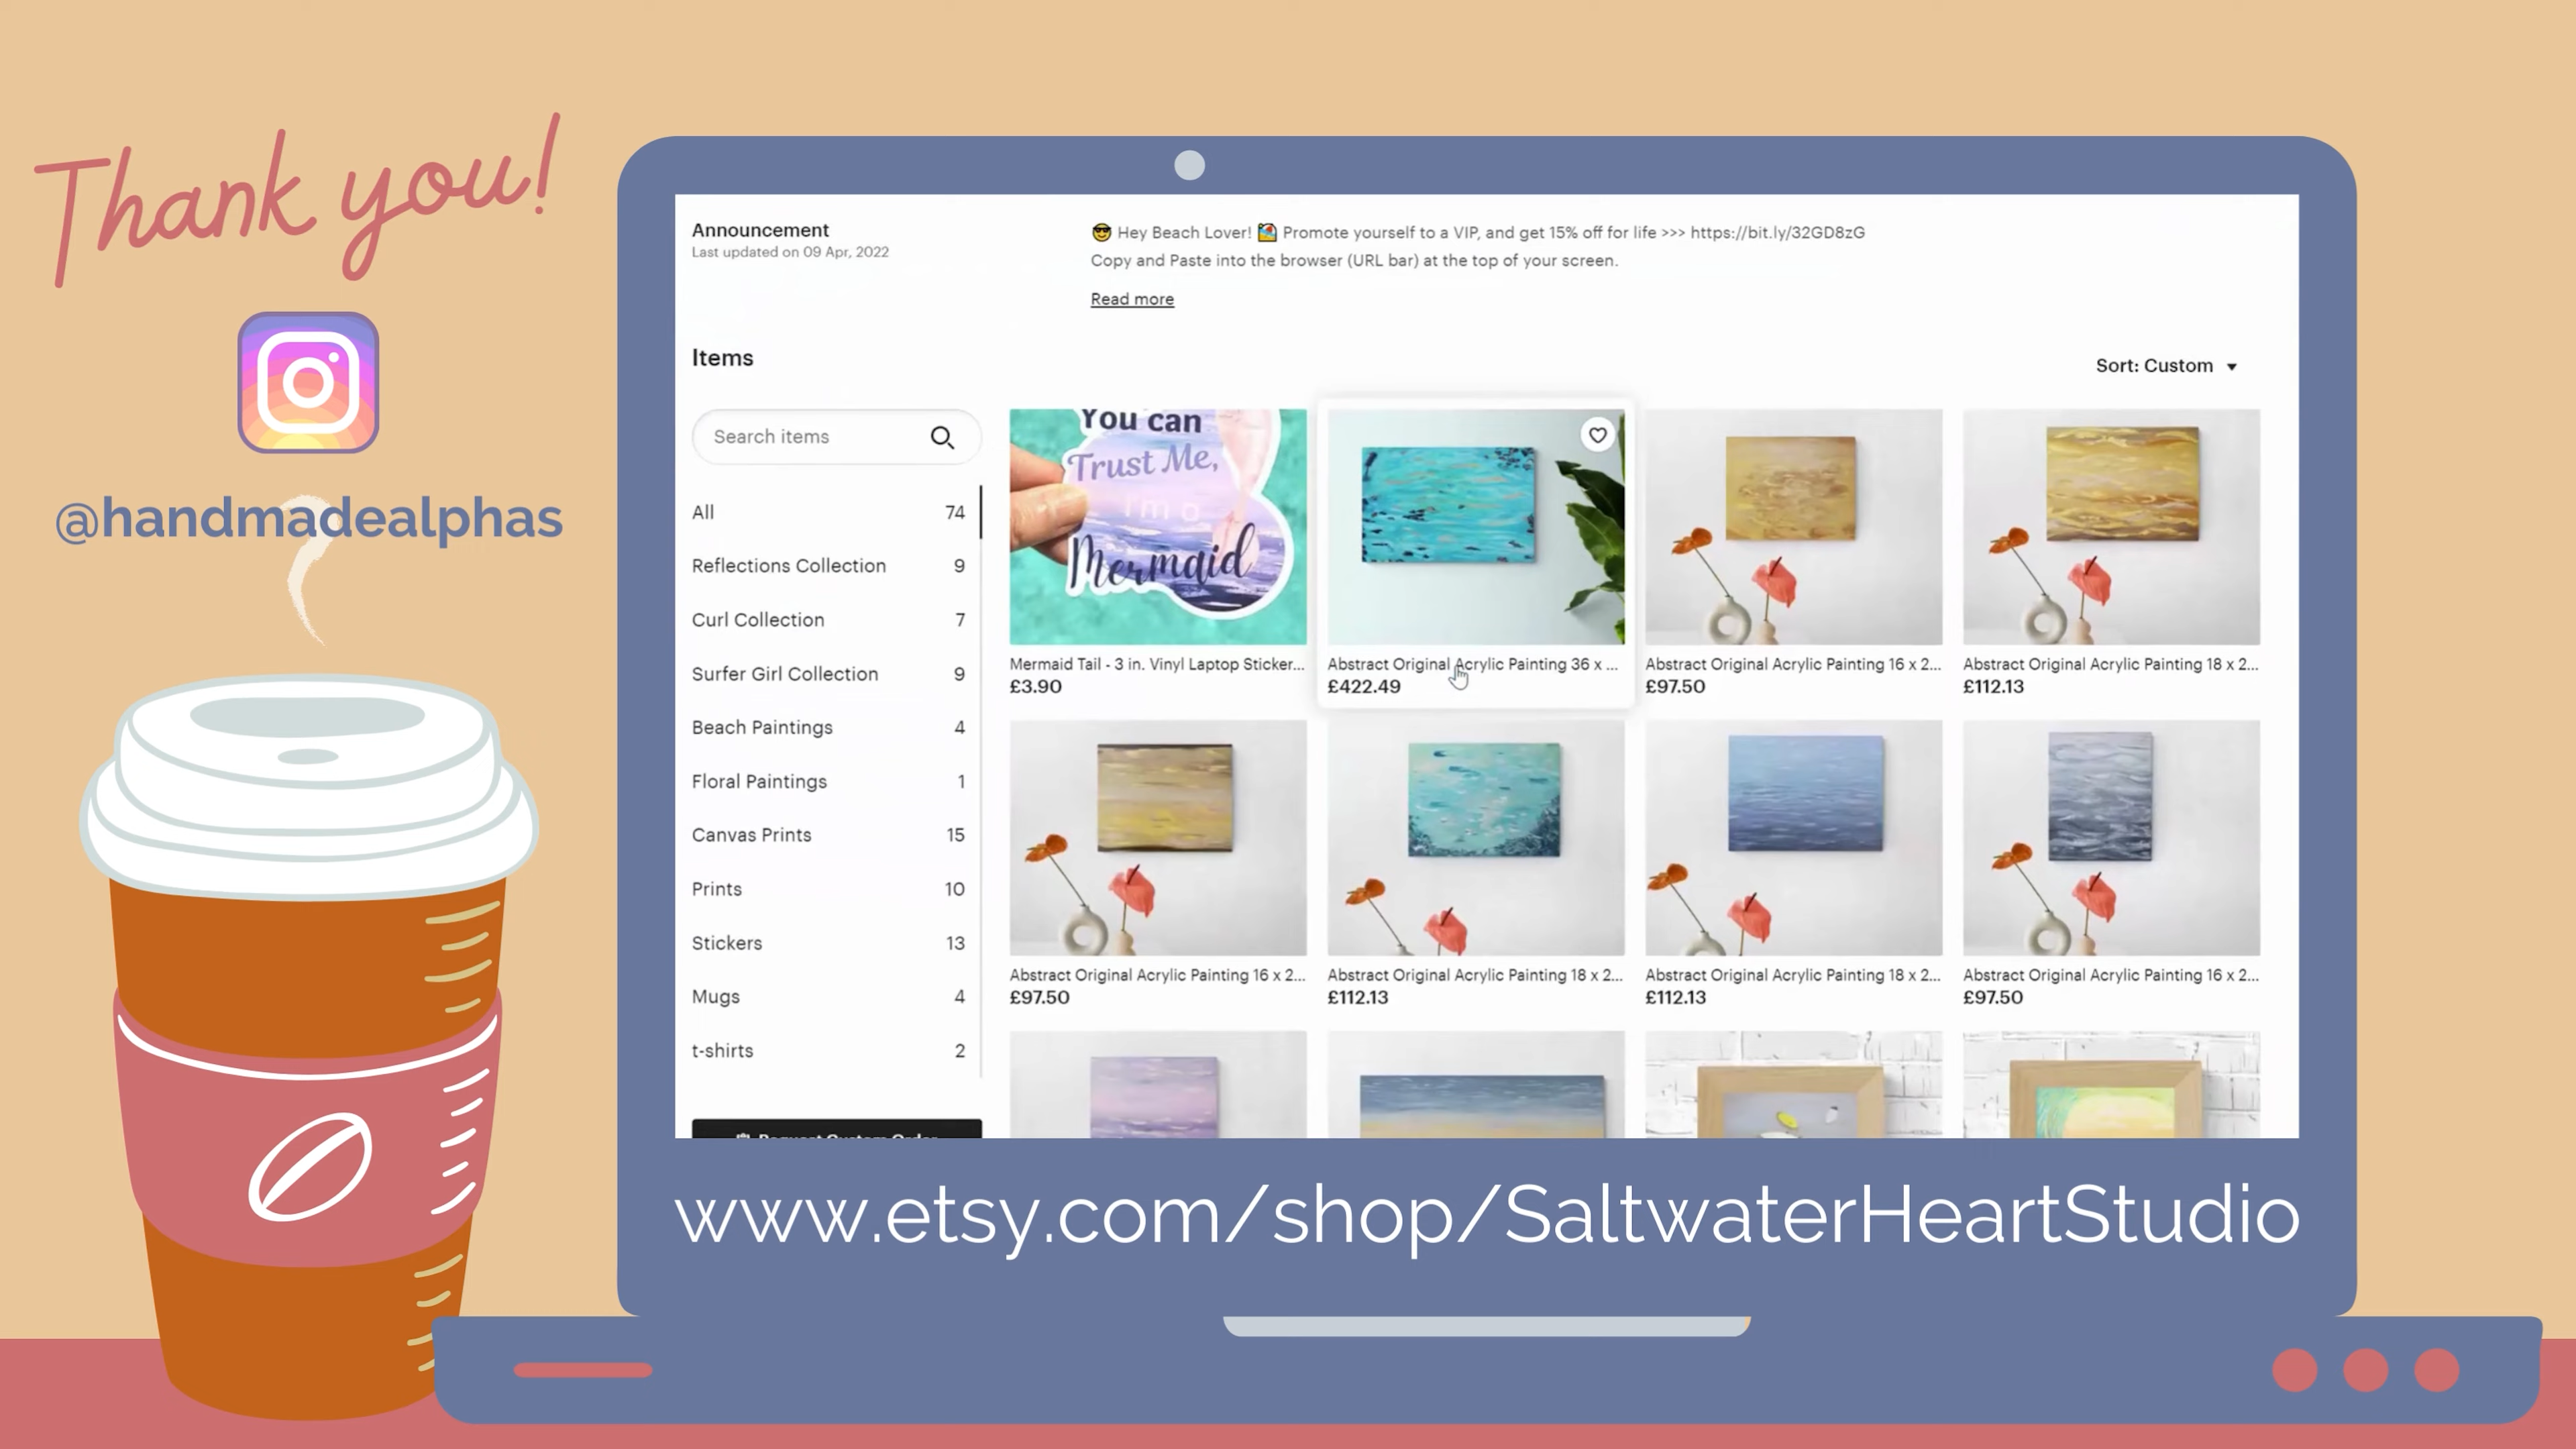 Thank you!
@handmadealphas
Announcement
Last updated on 09 Apr, 2022
😎 Hey Beach Lover! 🏖 Promote yourself to a VIP, and get 15% off for life >>> https://bit.ly/32GD8zG
Copy and Paste into the browser (URL bar) at the top of your screen.
Read more
Items
Sort: Custom
Search items
All 74
Reflections Collection 9
Curl Collection 7
Surfer Girl Collection 9
Beach Paintings 4
Floral Paintings 1
Canvas Prints 15
Prints 10
Stickers 13
Mugs 4
t-shirts 2
Request Custom Order
You can
Trust Me,
I'm a
Mermaid
Mermaid Tail - 3 in. Vinyl Laptop Sticker...
£3.90
Abstract Original Acrylic Painting 36 x ...
£422.49
Abstract Original Acrylic Painting 16 x 2...
£97.50
Abstract Original Acrylic Painting 18 x 2...
£112.13
Abstract Original Acrylic Painting 16 x 2...
£97.50
Abstract Original Acrylic Painting 18 x 2...
£112.13
Abstract Original Acrylic Painting 18 x 2...
£112.13
Abstract Original Acrylic Painting 16 x 2...
£97.50
www.etsy.com/shop/SaltwaterHeartStudio